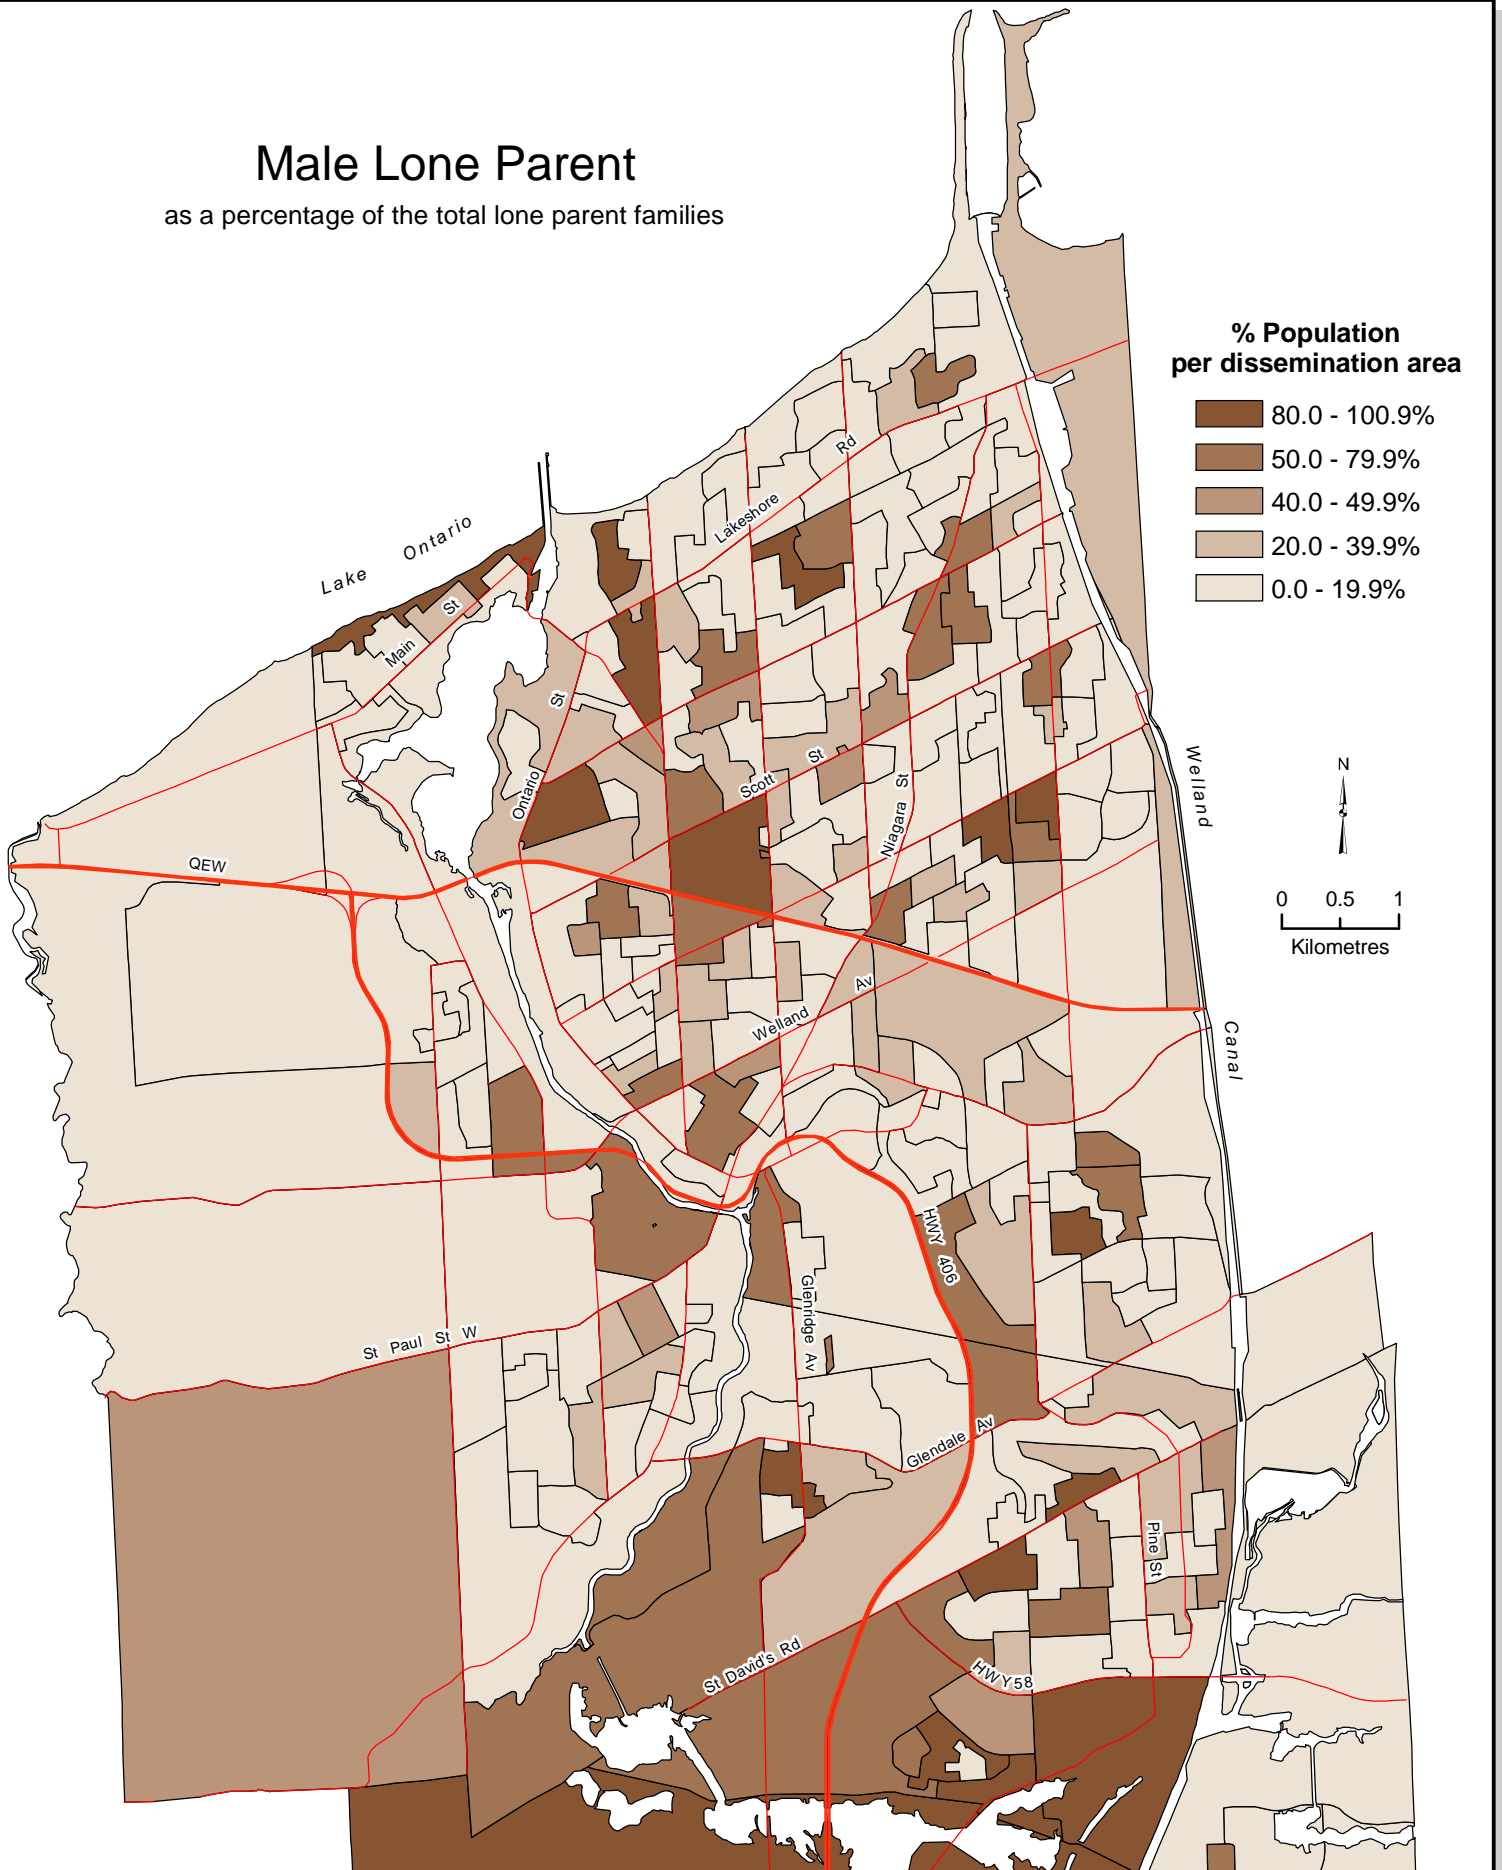 Male Lone Parent
as a percentage of the total lone parent families
% Population
per dissemination area
80.0 - 100.9%
50.0 - 79.9%
40.0 - 49.9%
20.0 - 39.9%
0.0 - 19.9%
Lake Ontario
Main St
Lakeshore Rd
Ontario St
Scott St
Niagara St
Welland Canal
N
0 0.5 1
Kilometres
QEW
Welland Av
HWY 406
Glenridge Av
St Paul St W
Glendale Av
Pine St
St David's Rd
HWY58